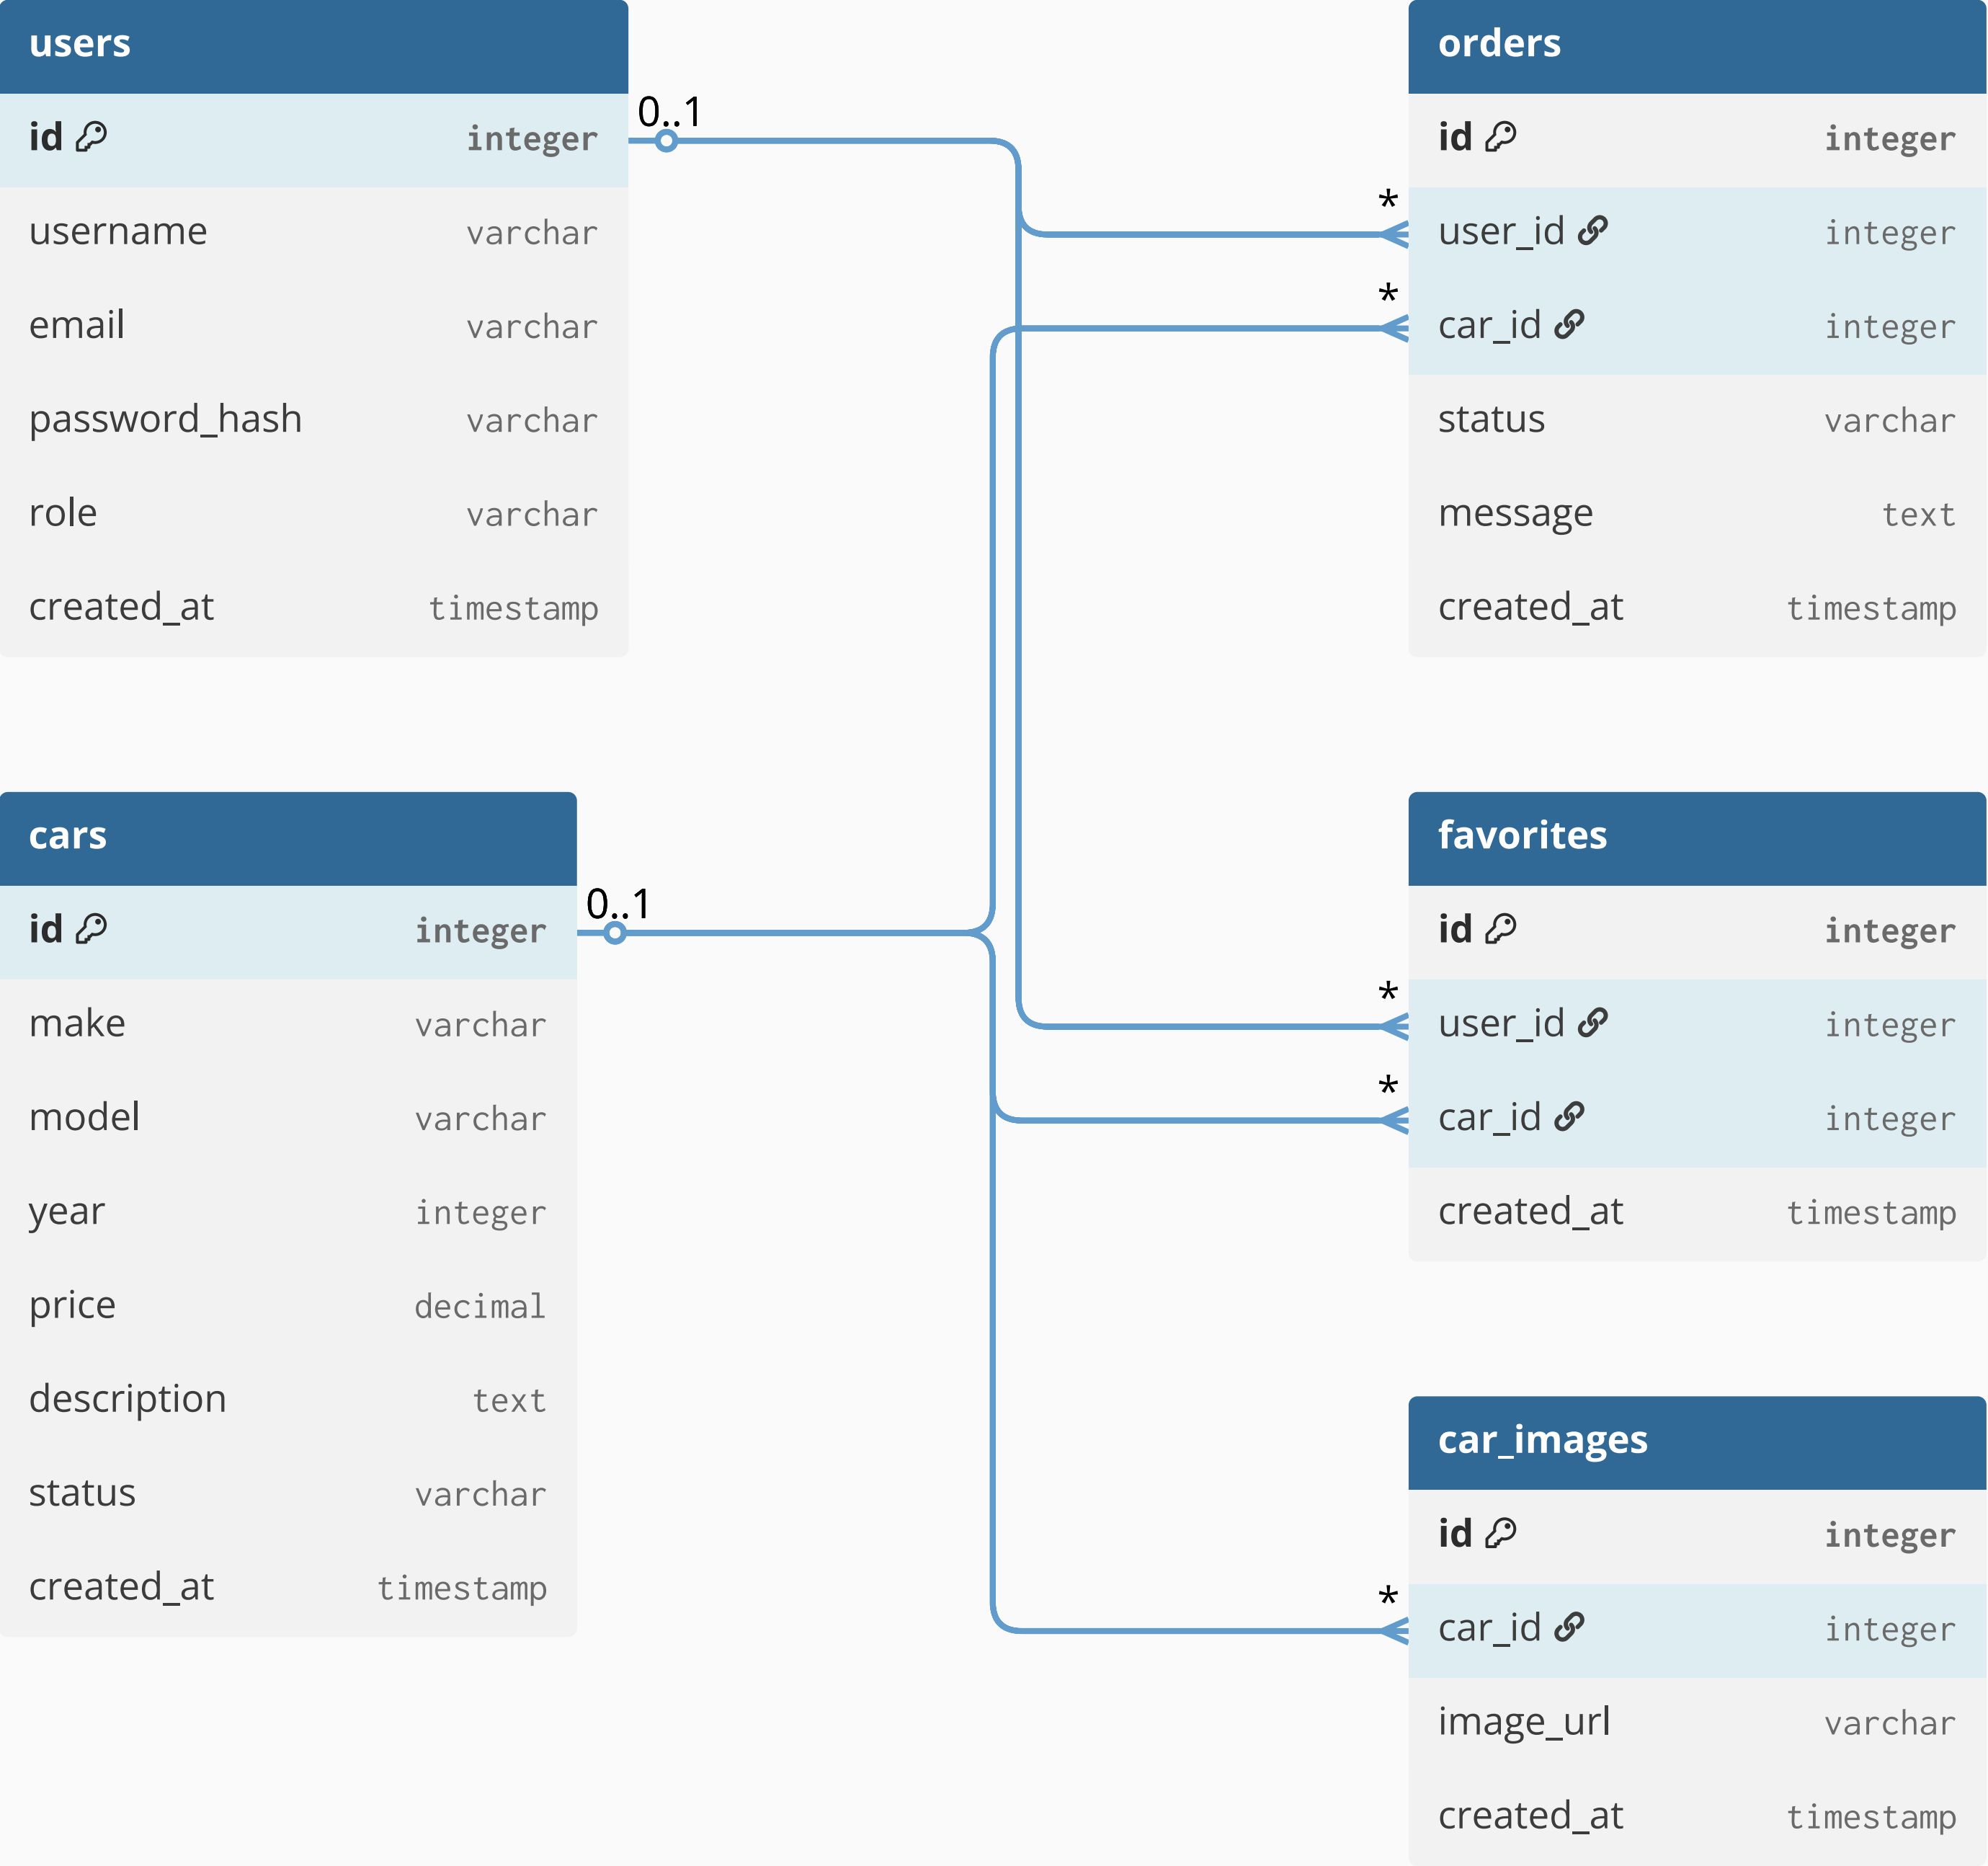 users
id integer
username varchar
email varchar
password_hash varchar
role varchar
created_at timestamp
0..1
orders
id integer
* user_id integer
* car_id integer
status varchar
message text
created_at timestamp
cars
id integer
make varchar
model varchar
year integer
price decimal
description text
status varchar
created_at timestamp
0..1
favorites
id integer
* user_id integer
* car_id integer
created_at timestamp
car_images
id integer
* car_id integer
image_url varchar
created_at timestamp